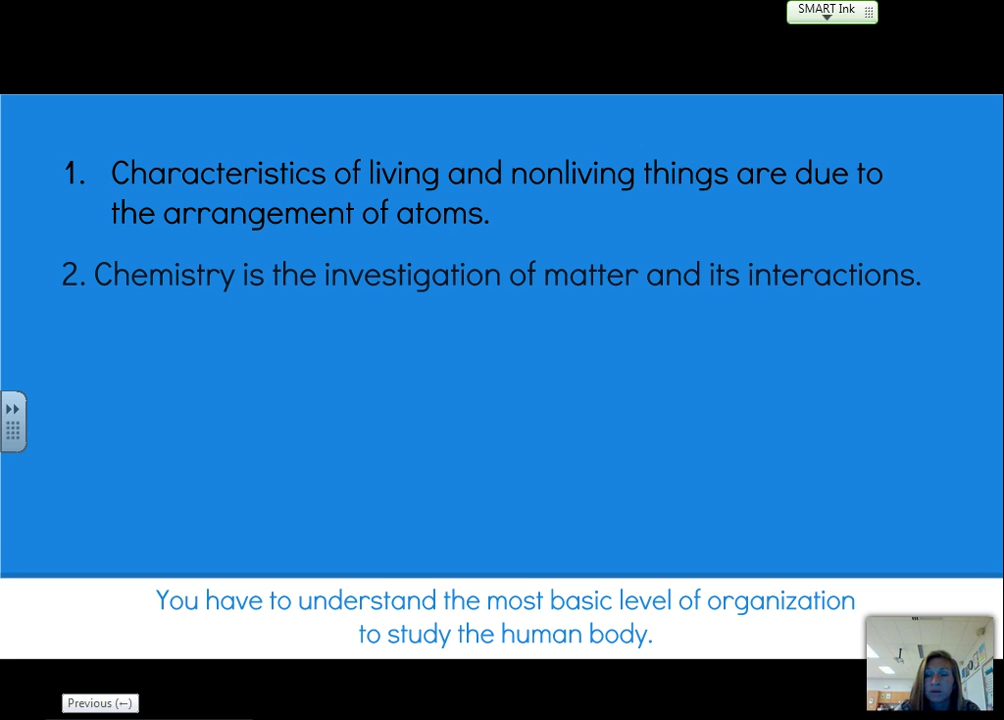 SMART Ink
1. Characteristics of living and nonliving things are due to
the arrangement of atoms.
2. Chemistry is the investigation of matter and its interactions.
You have to understand the most basic level of organization
to study the human body.
Previous (←)